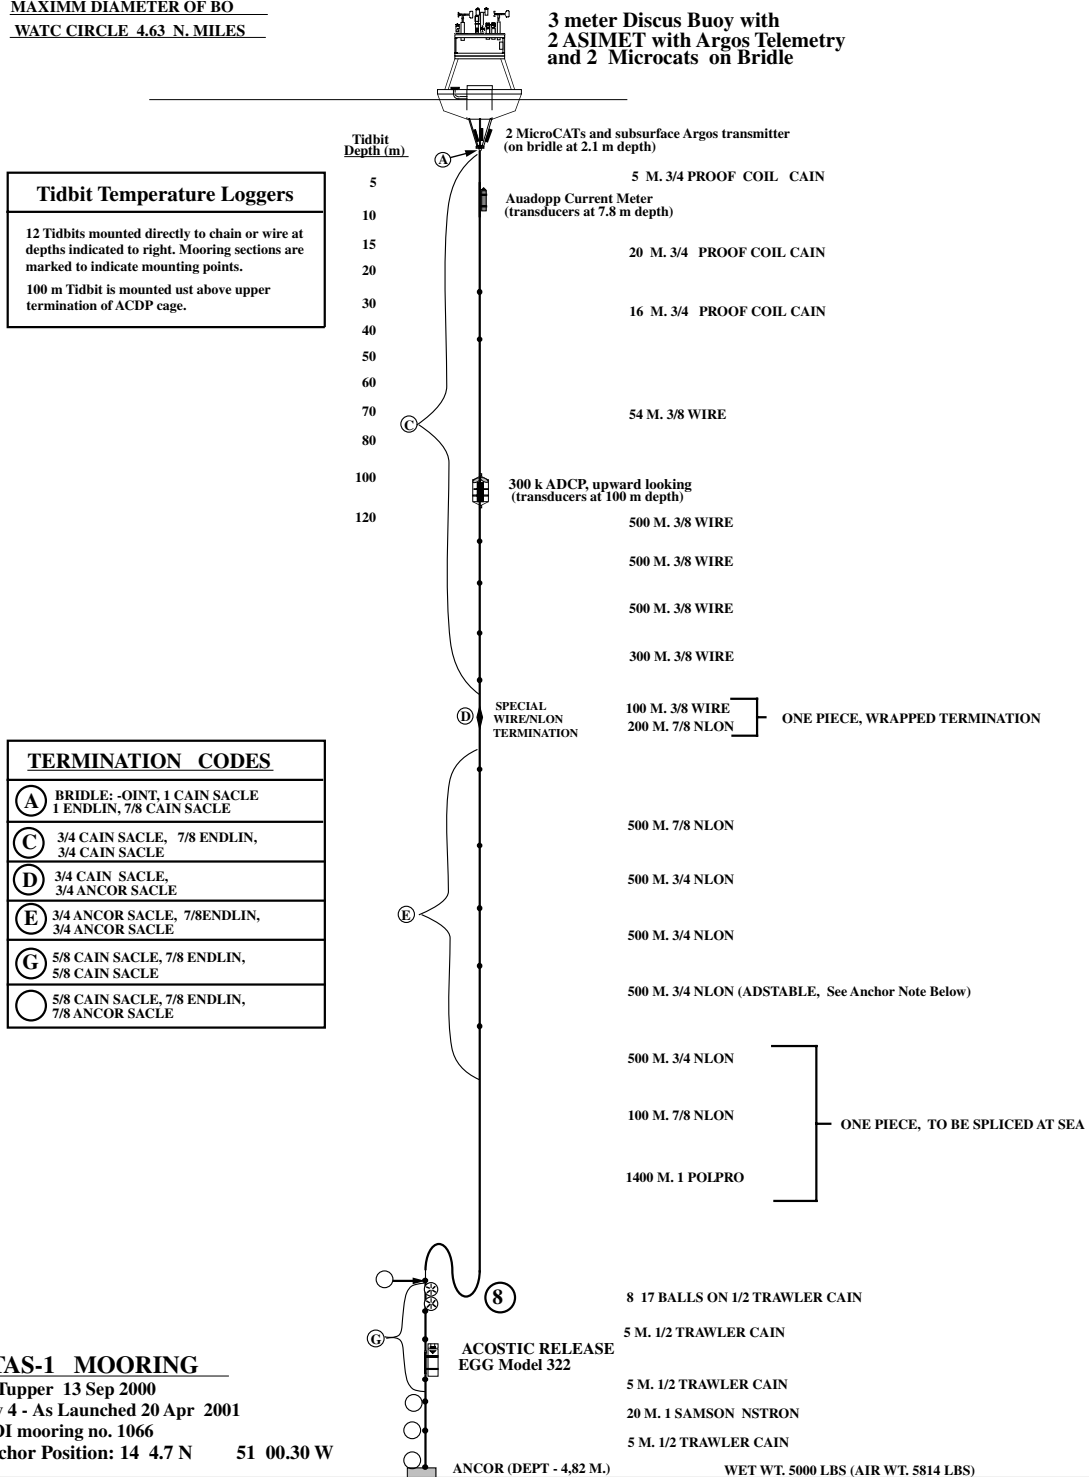 MAXIMM DIAMETER OF BO
WATC CIRCLE 4.63 N. MILES
3 meter Discus Buoy with
2 ASIMET with Argos Telemetry
and 2 Microcats on Bridle
2 MicroCATs and subsurface Argos transmitter
(on bridle at 2.1 m depth)
A
5 M. 3/4 PROOF COIL CAIN
Auadopp Current Meter
(transducers at 7.8 m depth)
Tidbit
Depth (m)
5
10
15
20
30
40
50
60
70
80
100
120
Tidbit Temperature Loggers
12 Tidbits mounted directly to chain or wire at
depths indicated to right. Mooring sections are
marked to indicate mounting points.
100 m Tidbit is mounted ust above upper
termination of ACDP cage.
20 M. 3/4 PROOF COIL CAIN
16 M. 3/4 PROOF COIL CAIN
54 M. 3/8 WIRE
C
300 k ADCP, upward looking
(transducers at 100 m depth)
500 M. 3/8 WIRE
500 M. 3/8 WIRE
500 M. 3/8 WIRE
300 M. 3/8 WIRE
D
SPECIAL
WIRE/NLON
TERMINATION
100 M. 3/8 WIRE
200 M. 7/8 NLON
ONE PIECE, WRAPPED TERMINATION
TERMINATION CODES
A BRIDLE: -OINT, 1 CAIN SACLE
1 ENDLIN, 7/8 CAIN SACLE
C 3/4 CAIN SACLE, 7/8 ENDLIN,
3/4 CAIN SACLE
D 3/4 CAIN SACLE,
3/4 ANCOR SACLE
E 3/4 ANCOR SACLE, 7/8ENDLIN,
3/4 ANCOR SACLE
G 5/8 CAIN SACLE, 7/8 ENDLIN,
5/8 CAIN SACLE
5/8 CAIN SACLE, 7/8 ENDLIN,
7/8 ANCOR SACLE
500 M. 7/8 NLON
500 M. 3/4 NLON
E
500 M. 3/4 NLON
500 M. 3/4 NLON (ADSTABLE, See Anchor Note Below)
500 M. 3/4 NLON
100 M. 7/8 NLON
1400 M. 1 POLPRO
ONE PIECE, TO BE SPLICED AT SEA
8
8 17 BALLS ON 1/2 TRAWLER CAIN
5 M. 1/2 TRAWLER CAIN
G
ACOSTIC RELEASE
EGG Model 322
5 M. 1/2 TRAWLER CAIN
20 M. 1 SAMSON NSTRON
5 M. 1/2 TRAWLER CAIN
ANCOR (DEPT - 4,82 M.)
WET WT. 5000 LBS (AIR WT. 5814 LBS)
TAS-1 MOORING
Tupper 13 Sep 2000
4 - As Launched 20 Apr 2001
OI mooring no. 1066
chor Position: 14 4.7 N 51 00.30 W